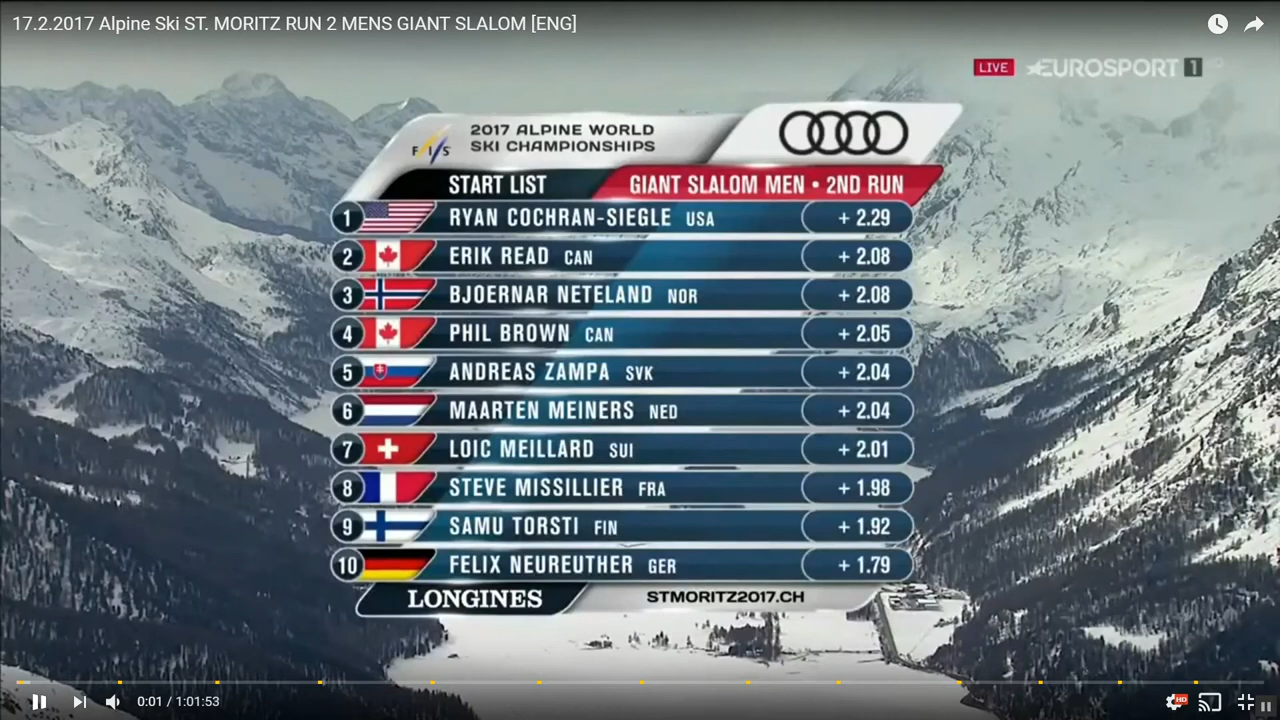 17.2.2017 Alpine Ski ST. MORITZ RUN 2 MENS GIANT SLALOM [ENG]
LIVE EUROSPORT 1
FIS 2017 ALPINE WORLD
SKI CHAMPIONSHIPS
START LIST GIANT SLALOM MEN • 2ND RUN
1 RYAN COCHRAN-SIEGLE USA + 2.29
2 ERIK READ CAN + 2.08
3 BJOERNAR NETELAND NOR + 2.08
4 PHIL BROWN CAN + 2.05
5 ANDREAS ZAMPA SVK + 2.04
6 MAARTEN MEINERS NED + 2.04
7 LOIC MEILLARD SUI + 2.01
8 STEVE MISSILLIER FRA + 1.98
9 SAMU TORSTI FIN + 1.92
10 FELIX NEUREUTHER GER + 1.79
LONGINES STMORITZ2017.CH
0:01 / 1:01:53 HD